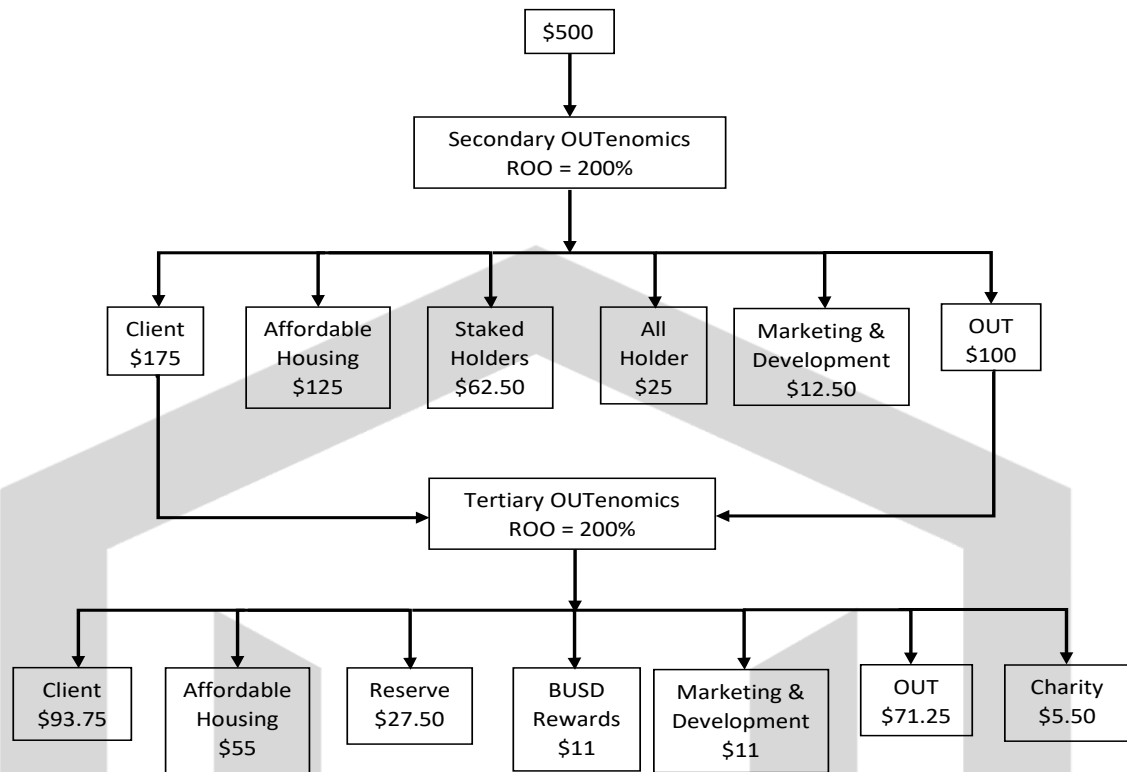 $500
Secondary OUTenomics
ROO = 200%
Client
$175
Affordable
Housing
$125
Staked
Holders
$62.50
All
Holder
$25
Marketing &
Development
$12.50
OUT
$100
Tertiary OUTenomics
ROO = 200%
Client
$93.75
Affordable
Housing
$55
Reserve
$27.50
BUSD
Rewards
$11
Marketing &
Development
$11
OUT
$71.25
Charity
$5.50